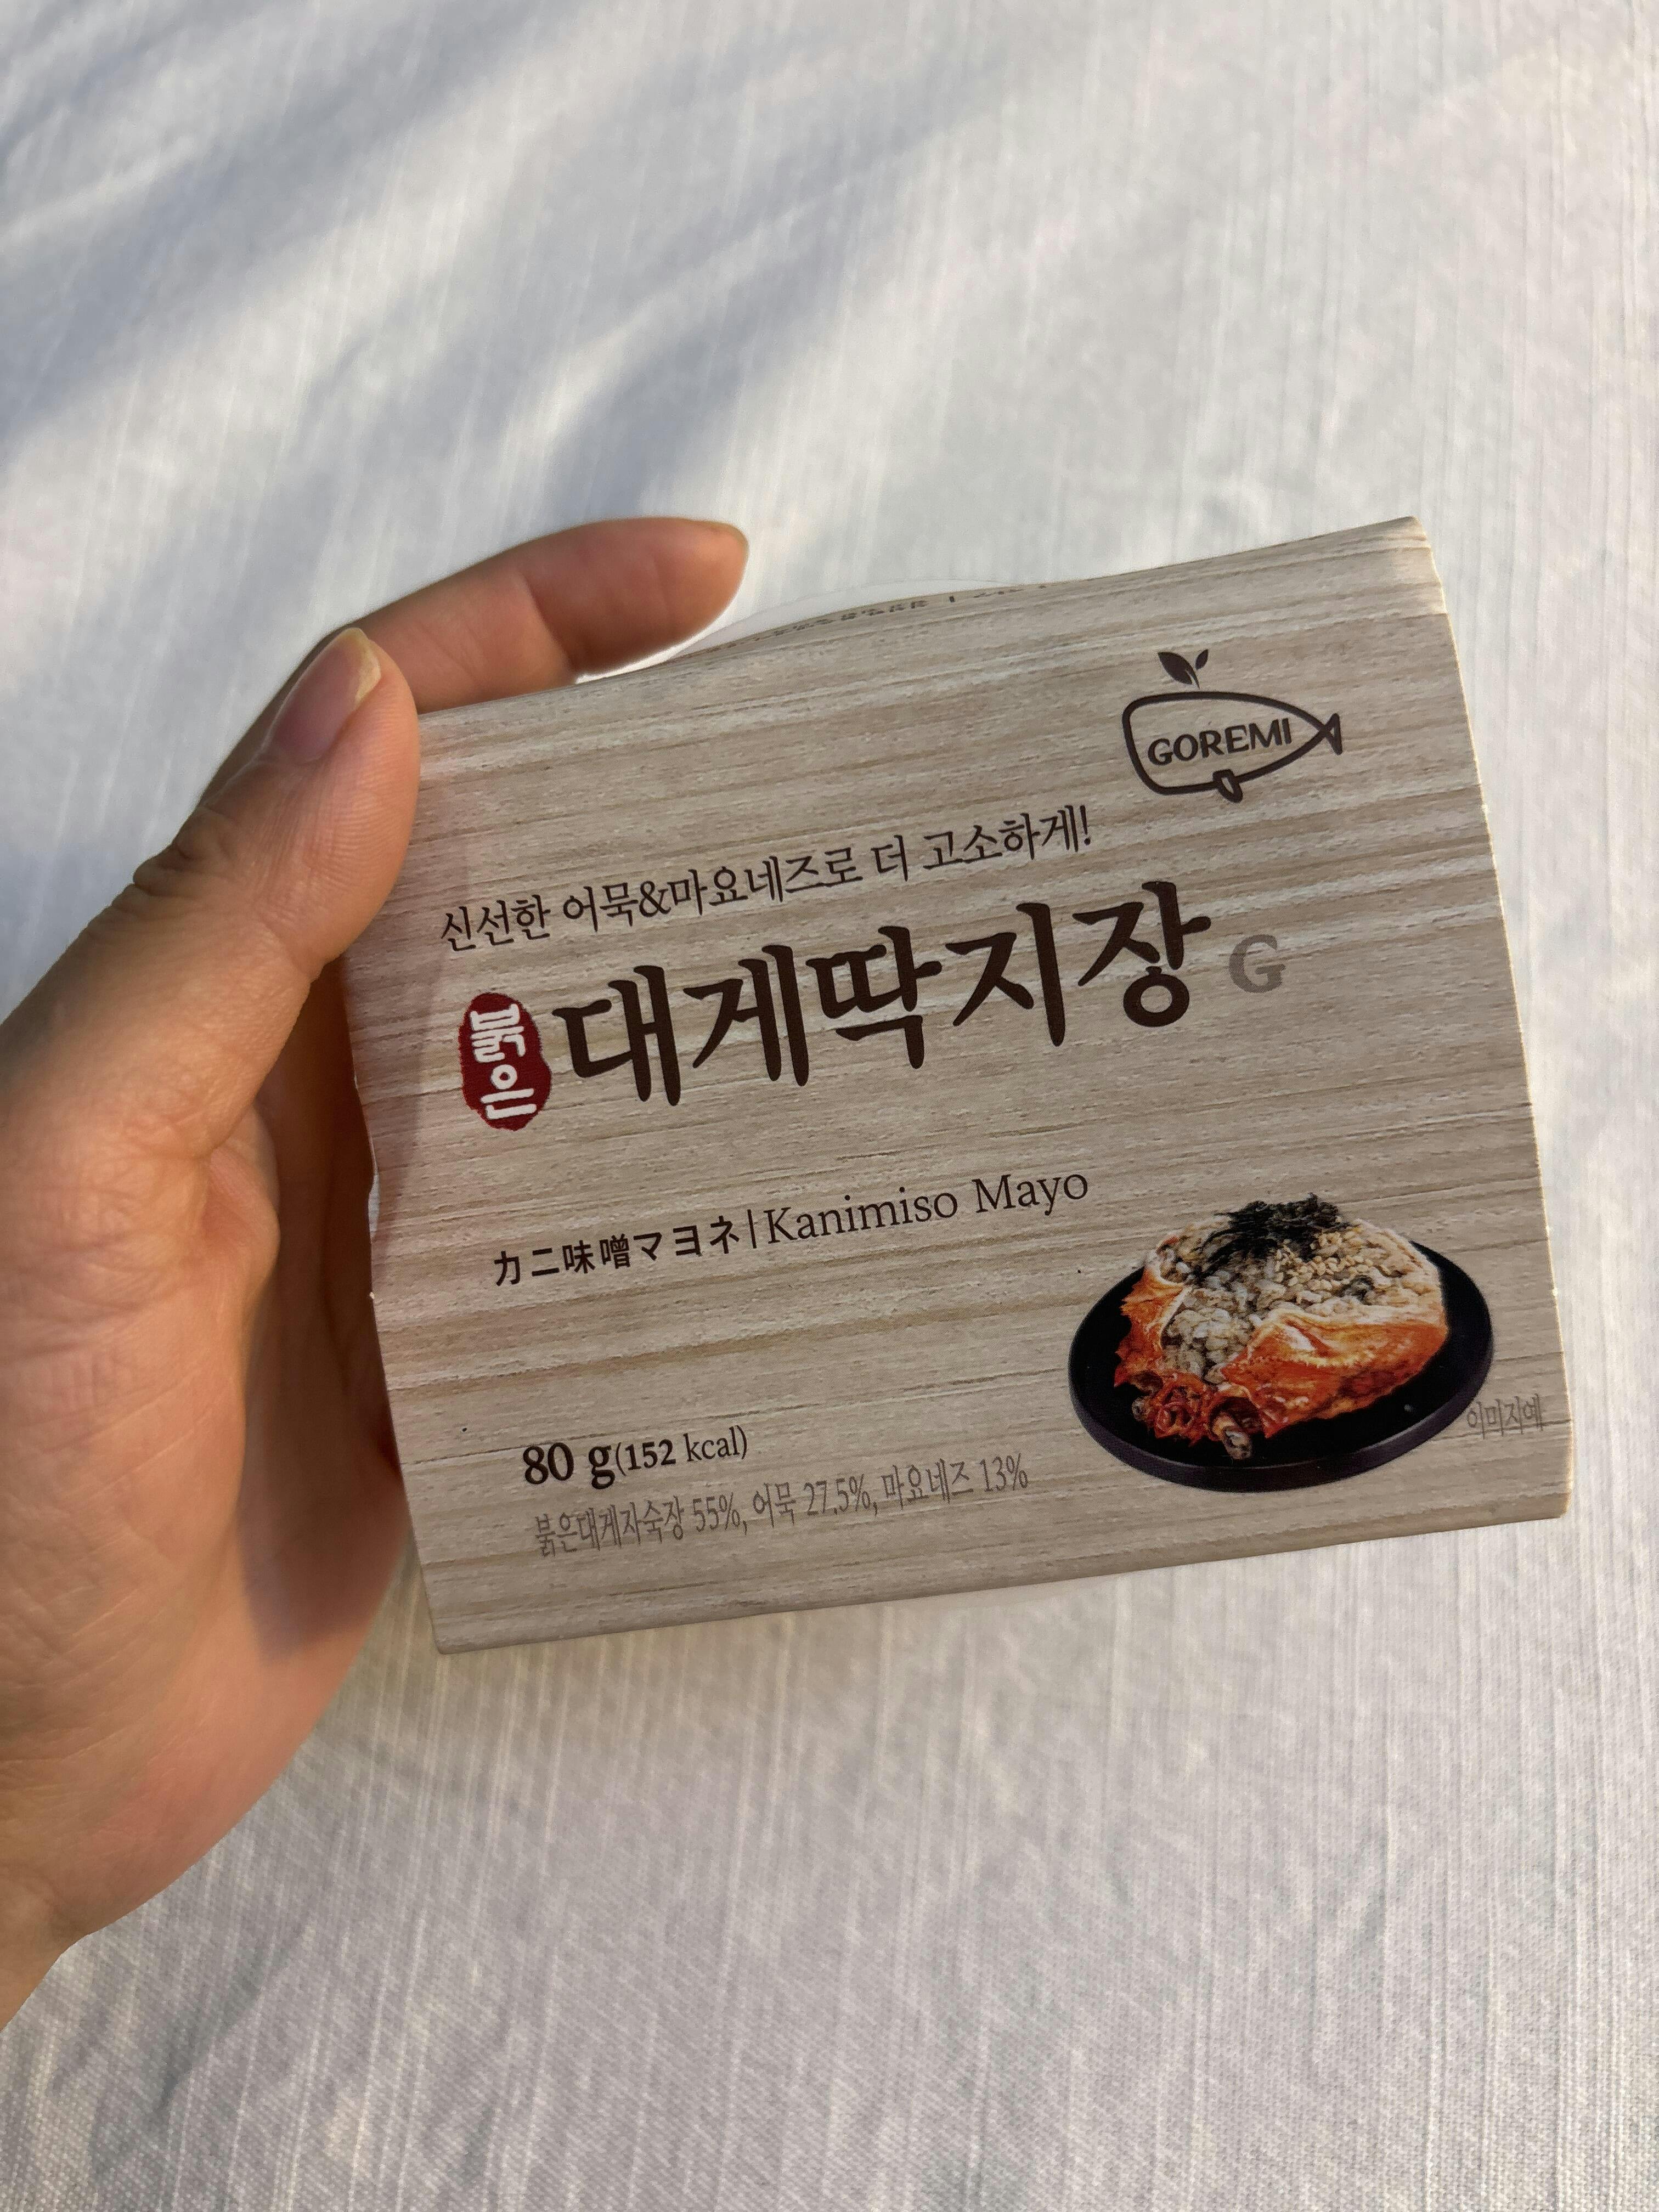 GOREMI
신선한 어묵&마요네즈로 더 고소하게!
붉은 대게딱지장 G
カニ味噌マヨネ|Kanimiso Mayo
80 g(152 kcal)
붉은대게자숙장 55%, 어묵 27.5%, 마요네즈 13%
이미지예